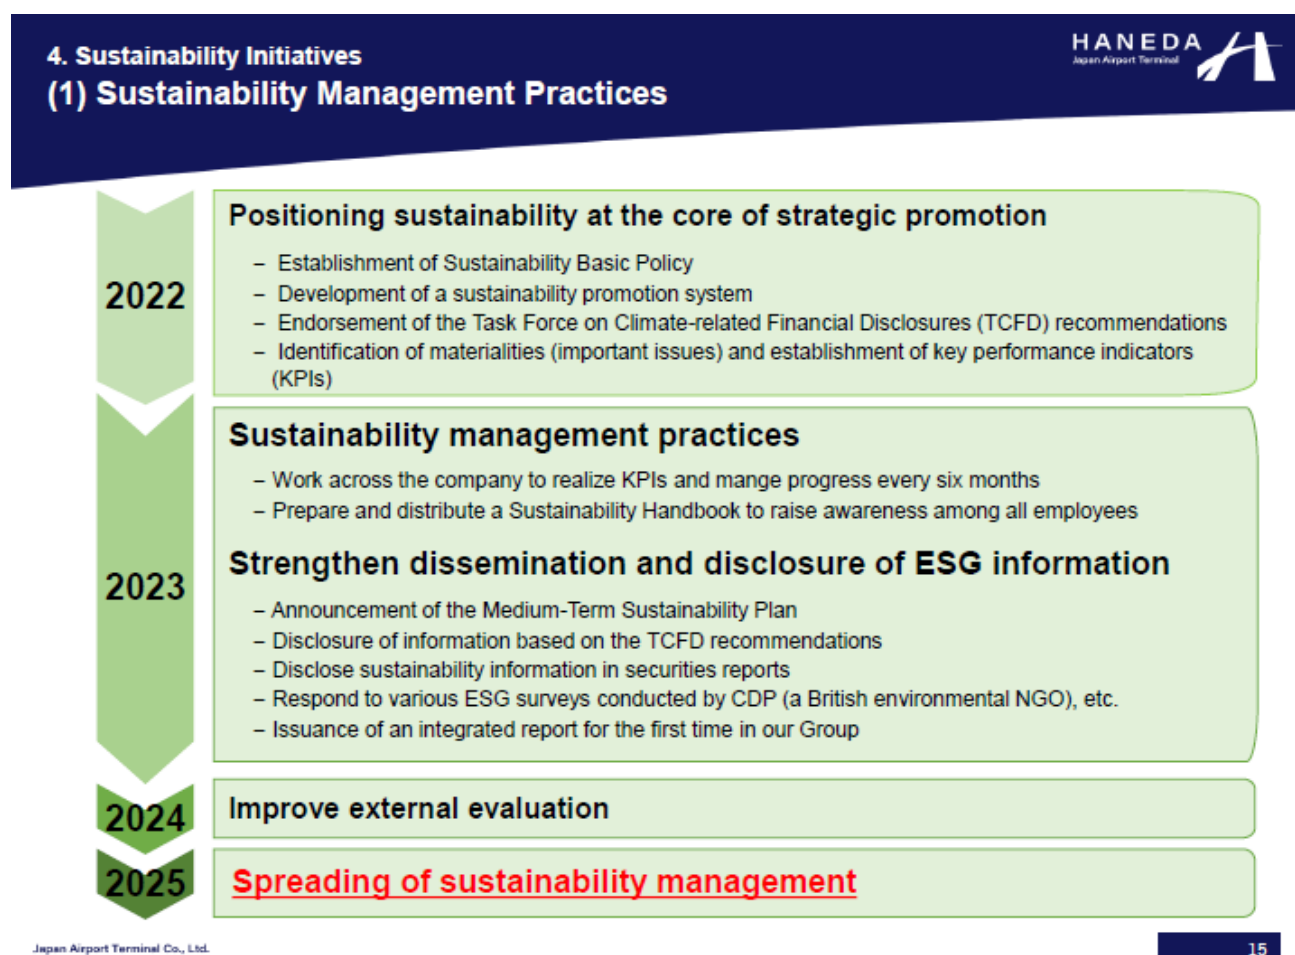 4. Sustainability Initiatives
(1) Sustainability Management Practices
HANEDA
Japan Airport Terminal
2022
Positioning sustainability at the core of strategic promotion
– Establishment of Sustainability Basic Policy
– Development of a sustainability promotion system
– Endorsement of the Task Force on Climate-related Financial Disclosures (TCFD) recommendations
– Identification of materialities (important issues) and establishment of key performance indicators
(KPIs)
2023
Sustainability management practices
– Work across the company to realize KPIs and mange progress every six months
– Prepare and distribute a Sustainability Handbook to raise awareness among all employees
Strengthen dissemination and disclosure of ESG information
– Announcement of the Medium-Term Sustainability Plan
– Disclosure of information based on the TCFD recommendations
– Disclose sustainability information in securities reports
– Respond to various ESG surveys conducted by CDP (a British environmental NGO), etc.
– Issuance of an integrated report for the first time in our Group
2024
Improve external evaluation
2025
Spreading of sustainability management
Japan Airport Terminal Co., Ltd.
15